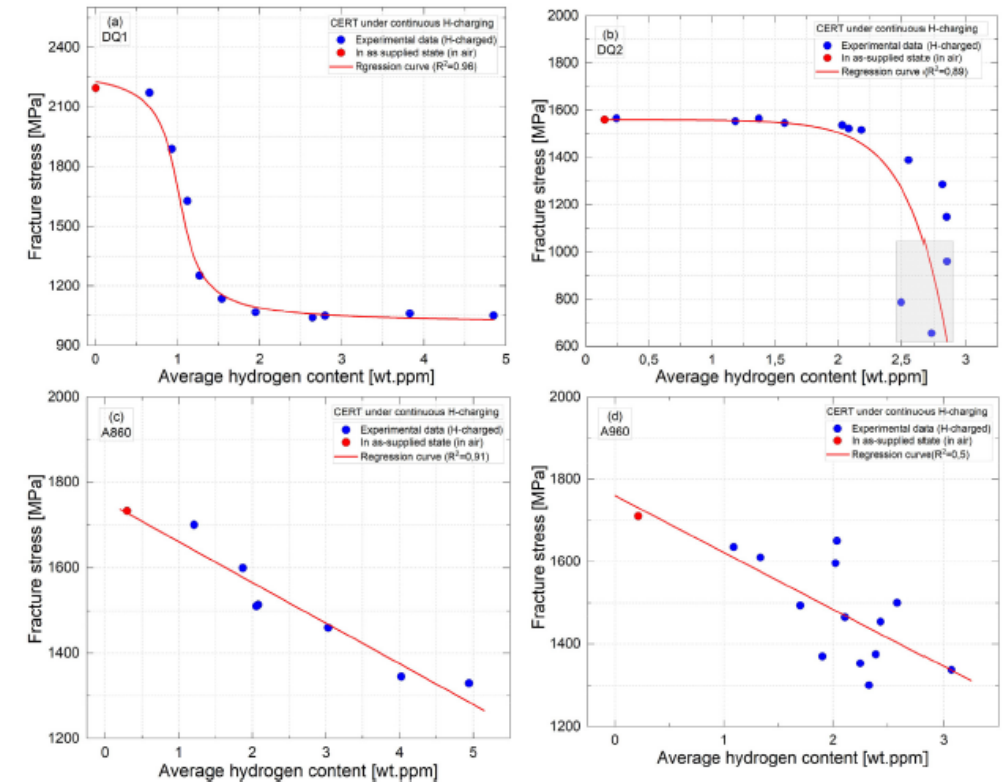 (a)
DQ1
CERT under continuous H-charging
Experimental data (H-charged)
In as supplied state (in air)
Rgression curve (R²=0.96)
Fracture stress [MPa]
2400
2100
1800
1500
1200
900
0 1 2 3 4 5
Average hydrogen content [wt.ppm]
(b)
DQ2
CERT under continuous H-charging
Experimental data (H-charged)
In as-supplied state (in air)
Regression curve (R²=0,89)
Fracture stress [MPa]
2000
1800
1600
1400
1200
1000
800
600
0 0,5 1 1.5 2 2,5 3
Average hydrogen content [wt.ppm]
(c)
A860
CERT under continuous H-charging
Experimental data (H-charged)
In as-supplied state (in air)
Regression curve (R²=0,91)
Fracture stress [MPa]
2000
1800
1600
1400
1200
0 1 2 3 4 5
Average hydrogen content [wt.ppm]
(d)
A960
CERT under continuous H-charging
Experimental data (H-charged)
In as-supplied state (in air)
Regression curve(R²=0,5)
Fracture stress [MPa]
2000
1800
1600
1400
1200
0 1 2 3
Average hydrogen content [wt.ppm]